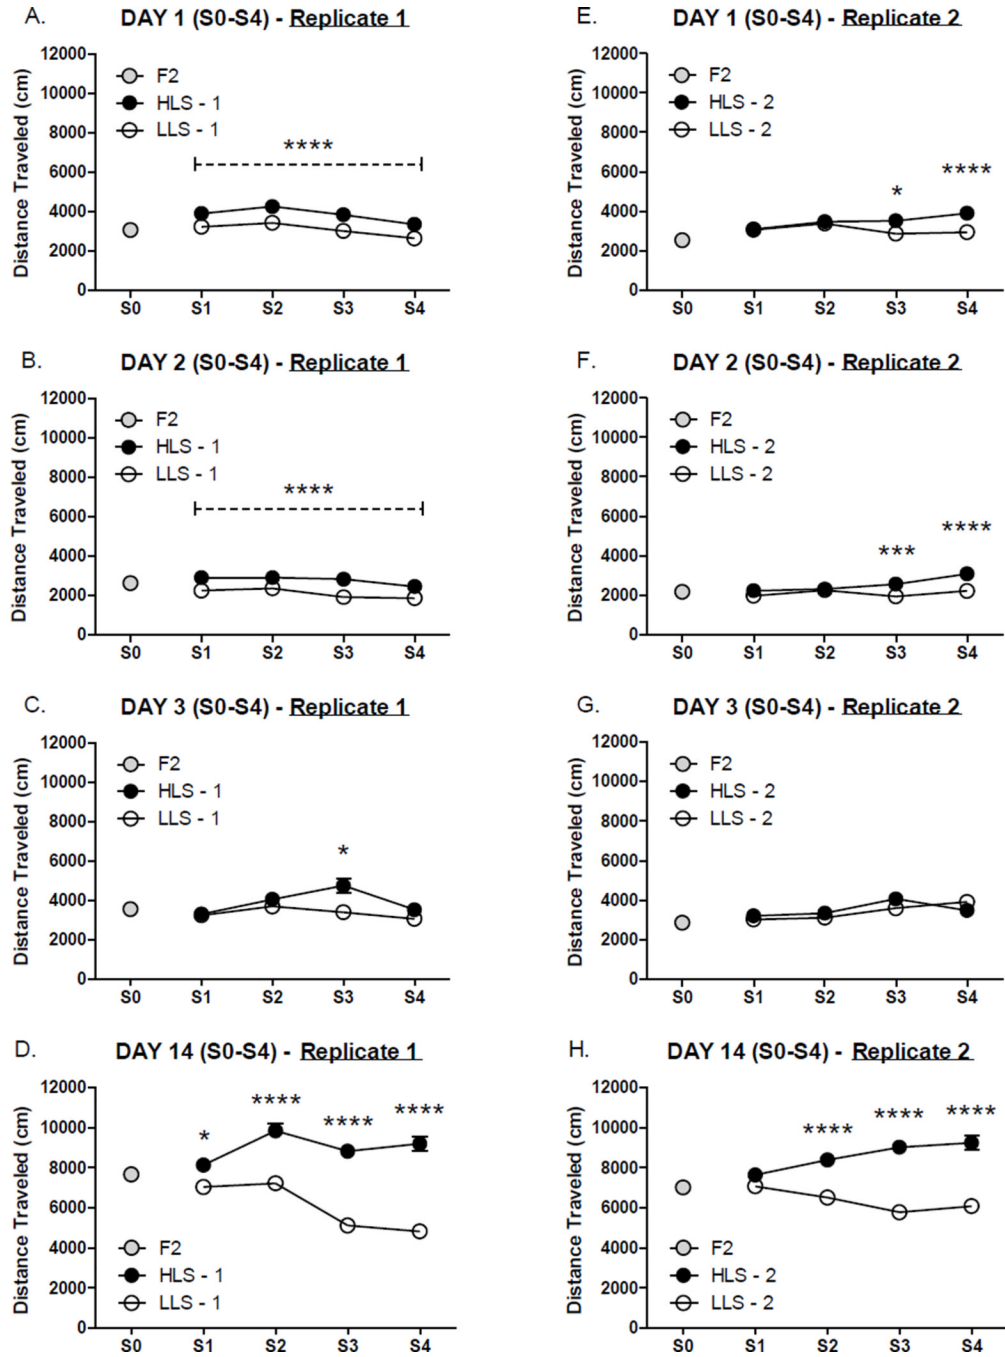 A. DAY 1 (S0-S4) - Replicate 1
Distance Traveled (cm)
12000
10000
8000
6000
4000
2000
0
F2
HLS - 1
LLS - 1
****
S0 S1 S2 S3 S4
E. DAY 1 (S0-S4) - Replicate 2
Distance Traveled (cm)
12000
10000
8000
6000
4000
2000
0
F2
HLS - 2
LLS - 2
* ****
S0 S1 S2 S3 S4
B. DAY 2 (S0-S4) - Replicate 1
Distance Traveled (cm)
12000
10000
8000
6000
4000
2000
0
F2
HLS - 1
LLS - 1
****
S0 S1 S2 S3 S4
F. DAY 2 (S0-S4) - Replicate 2
Distance Traveled (cm)
12000
10000
8000
6000
4000
2000
0
F2
HLS - 2
LLS - 2
*** ****
S0 S1 S2 S3 S4
C. DAY 3 (S0-S4) - Replicate 1
Distance Traveled (cm)
12000
10000
8000
6000
4000
2000
0
F2
HLS - 1
LLS - 1
*
S0 S1 S2 S3 S4
G. DAY 3 (S0-S4) - Replicate 2
Distance Traveled (cm)
12000
10000
8000
6000
4000
2000
0
F2
HLS - 2
LLS - 2
S0 S1 S2 S3 S4
D. DAY 14 (S0-S4) - Replicate 1
Distance Traveled (cm)
12000
10000
8000
6000
4000
2000
0
* **** **** ****
F2
HLS - 1
LLS - 1
S0 S1 S2 S3 S4
H. DAY 14 (S0-S4) - Replicate 2
Distance Traveled (cm)
12000
10000
8000
6000
4000
2000
0
**** **** ****
F2
HLS - 2
LLS - 2
S0 S1 S2 S3 S4